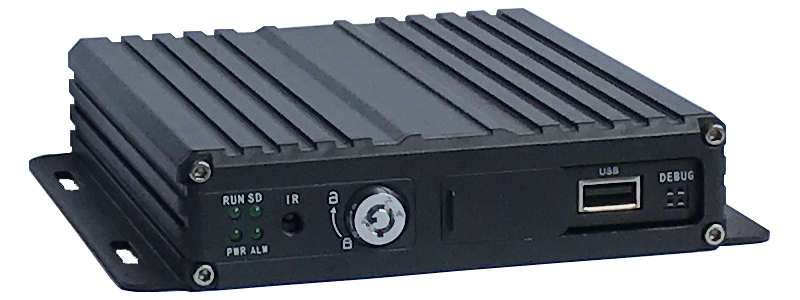 RUN SD
IR
PWR ALM
USB
DEBUG